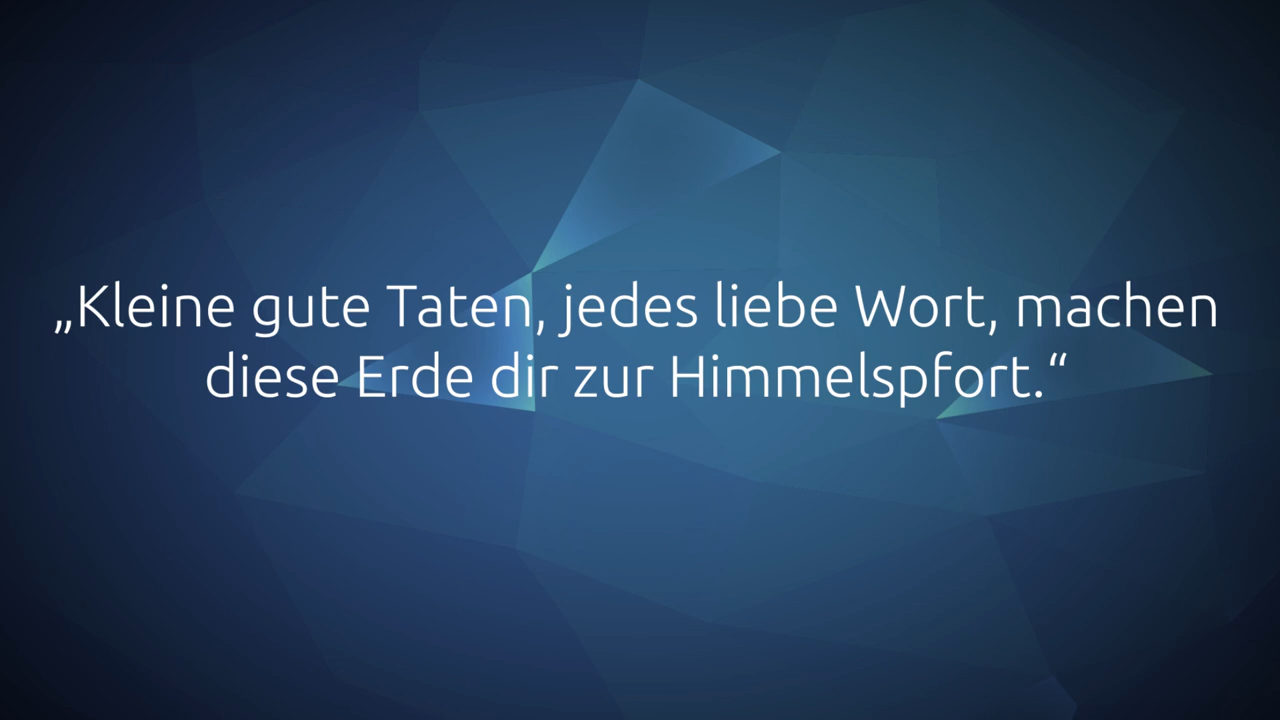 „Kleine gute Taten, jedes liebe Wort, machen
diese Erde dir zur Himmelspfort.“